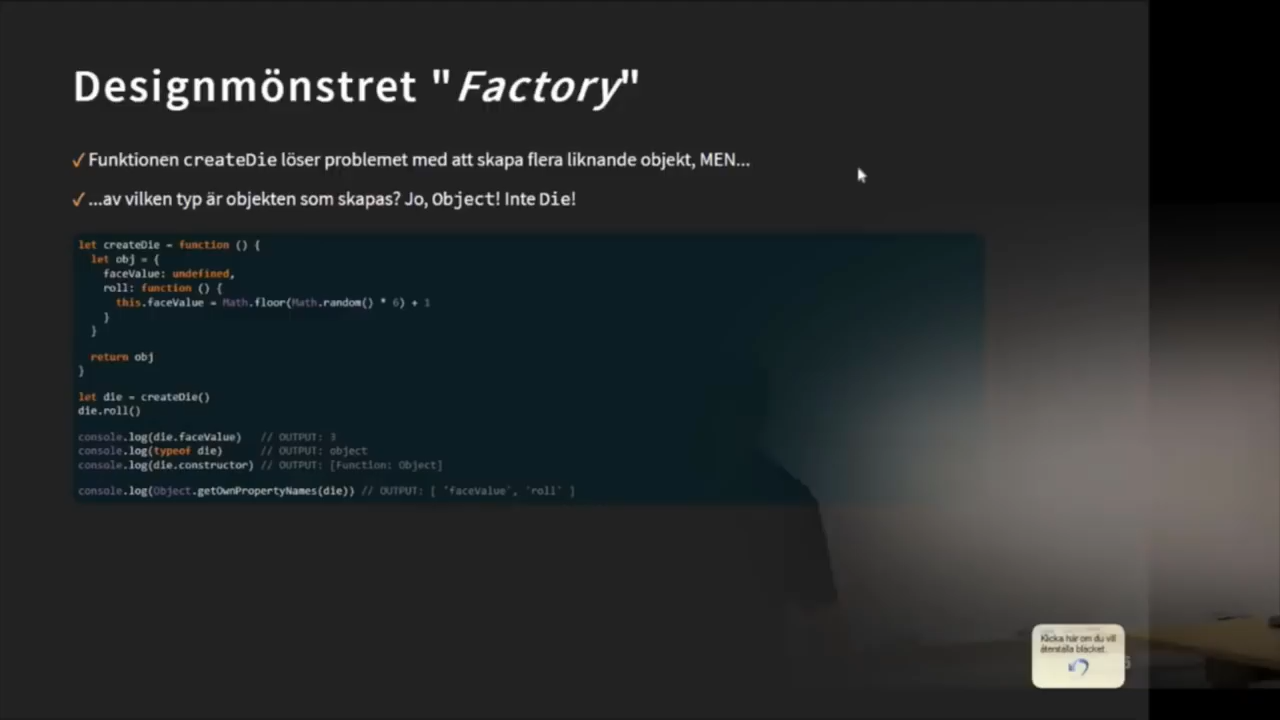 Designmönstret "Factory"
✓ Funktionen createDie löser problemet med att skapa flera liknande objekt, MEN...
✓ ...av vilken typ är objekten som skapas? Jo, Object! Inte Die!
let createDie = function () {
let obj = {
faceValue: undefined,
roll: function () {
this.faceValue = Math.floor(Math.random() * 6) + 1
}
}
return obj
}
let die = createDie()
die.roll()
console.log(die.faceValue) // OUTPUT: 3
console.log(typeof die) // OUTPUT: object
console.log(die.constructor) // OUTPUT: [Function: Object]
console.log(Object.getOwnPropertyNames(die)) // OUTPUT: [ 'faceValue', 'roll' ]
Klicka här om du vill
återställa bläcket.